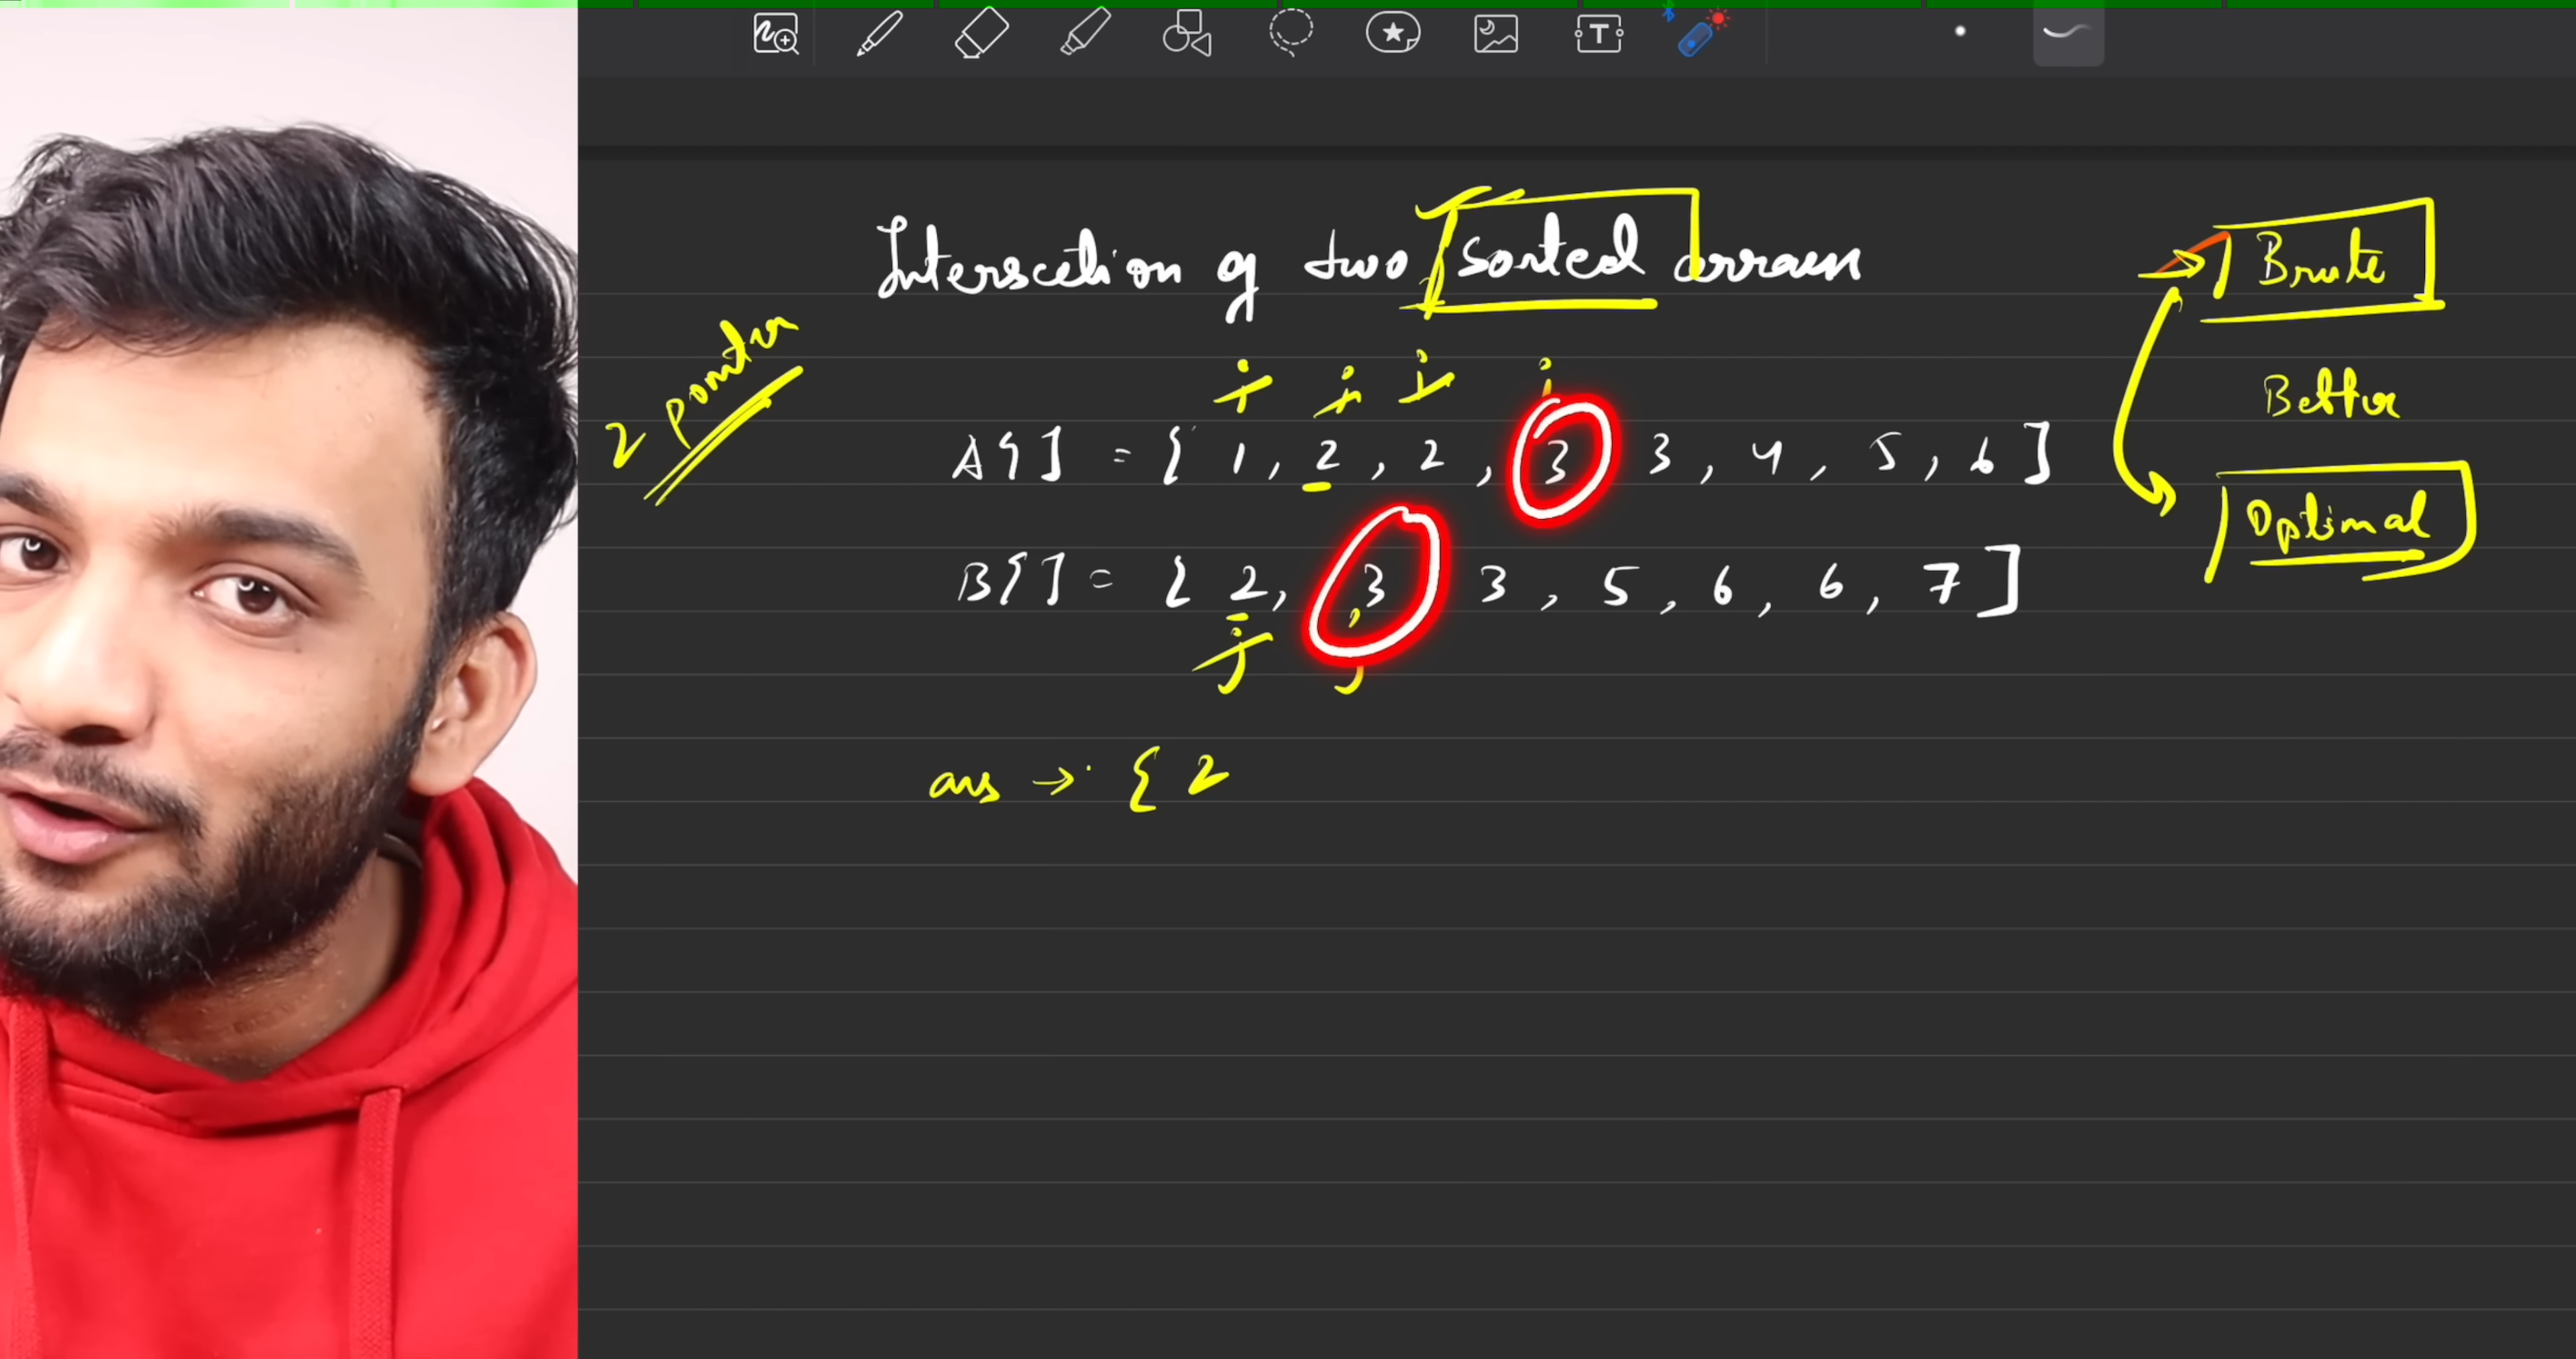 Interscetion of two sorted arrays
Brute
2 pointer
i i i i
Better
A[] = { 1, 2, 2, 3 3, 4, 5, 6 ]
Optimal
B[] = { 2, 3, 3, 5, 6, 6, 7 ]
j j
ans → { 2
T